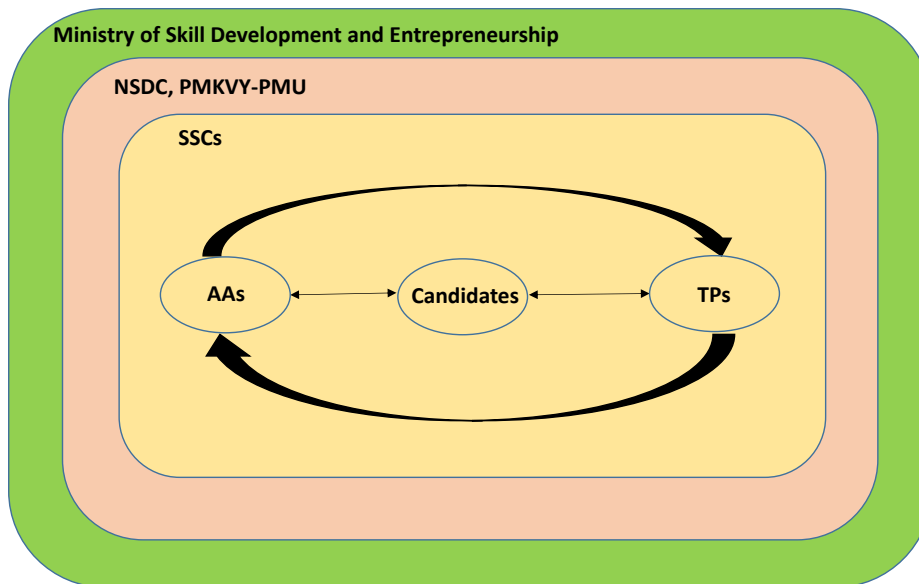 Ministry of Skill Development and Entrepreneurship
NSDC, PMKVY-PMU
SSCs
AAs
Candidates
TPs